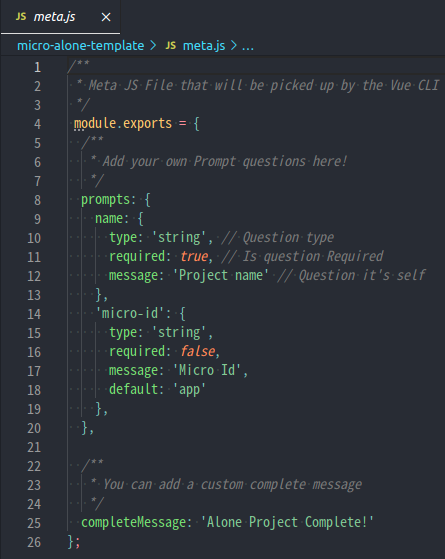 JS meta.js ×
micro-alone-template > JS meta.js > ...
1 /**
2  * Meta JS File that will be picked up by the Vue CLI
3  */
4 module.exports = {
5   /**
6    * Add your own Prompt questions here!
7    */
8   prompts: {
9     name: {
10       type: 'string', // Question type
11       required: true, // Is question Required
12       message: 'Project name' // Question it's self
13     },
14     'micro-id': {
15       type: 'string',
16       required: false,
17       message: 'Micro Id',
18       default: 'app'
19     },
20   },
21
22   /**
23    * You can add a custom complete message
24    */
25   completeMessage: 'Alone Project Complete!'
26 };